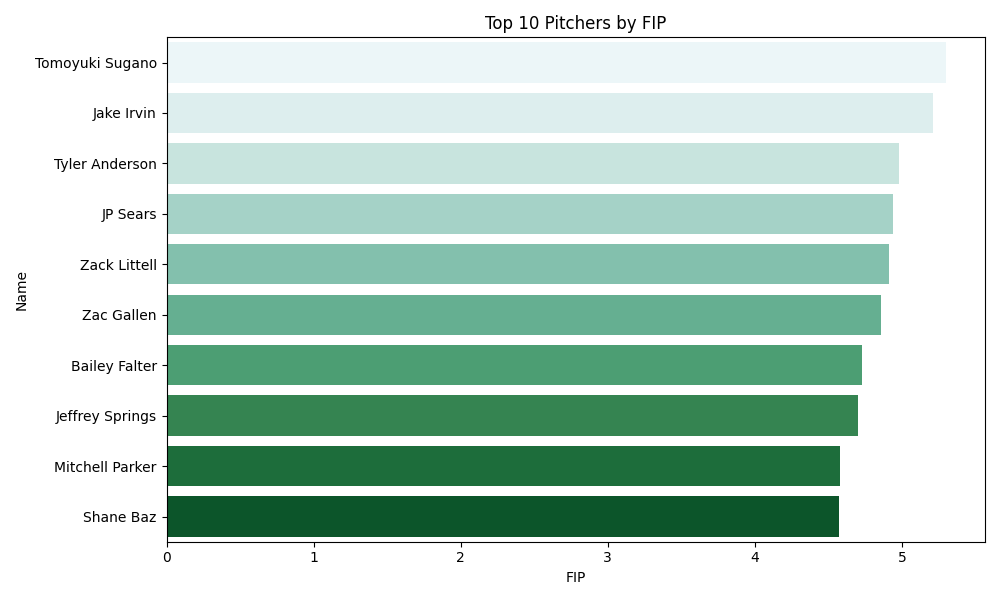 Top 10 Pitchers by FIP
Name
Tomoyuki Sugano
Jake Irvin
Tyler Anderson
JP Sears
Zack Littell
Zac Gallen
Bailey Falter
Jeffrey Springs
Mitchell Parker
Shane Baz
0 1 2 3 4 5
FIP